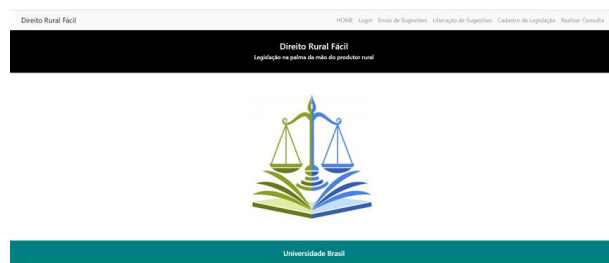 Direito Rural Fácil
HOME Login Envio de Sugestões Liberação de Sugestões Cadastro de Legislação Realizar Consulta
Direito Rural Fácil
Legislação na palma da mão do produtor rural
Universidade Brasil